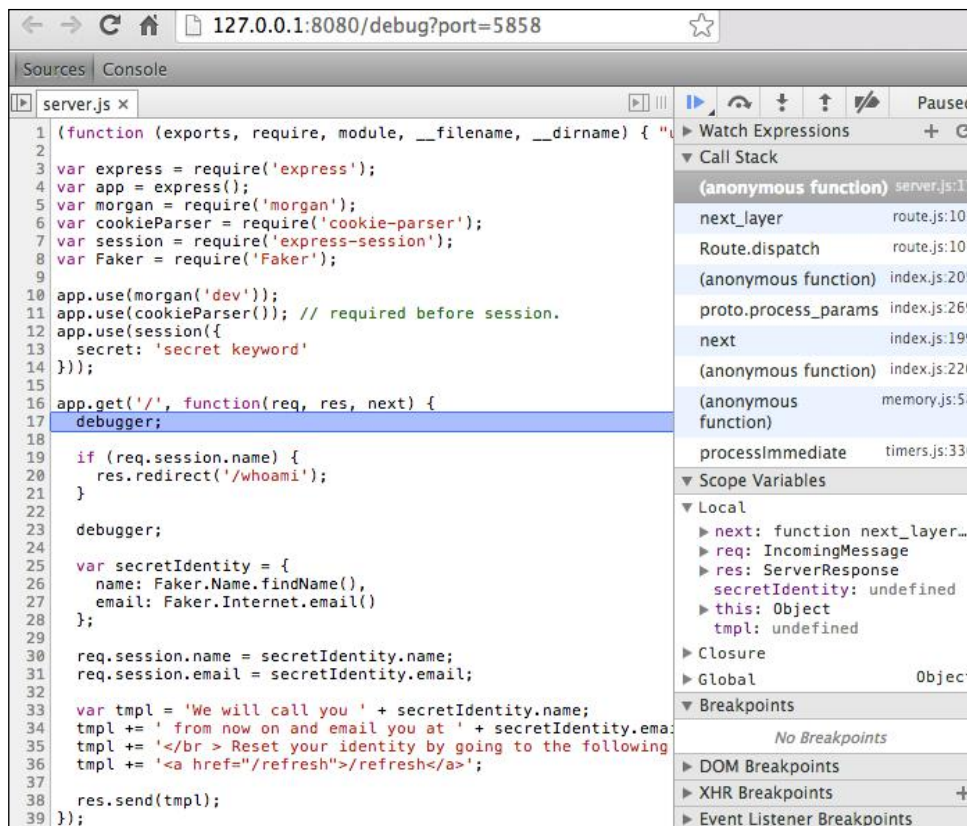 127.0.0.1:8080/debug?port=5858
Sources Console
server.js ×
Paused
1 (function (exports, require, module, __filename, __dirname) { "u
2
3 var express = require('express');
4 var app = express();
5 var morgan = require('morgan');
6 var cookieParser = require('cookie-parser');
7 var session = require('express-session');
8 var Faker = require('Faker');
9
10 app.use(morgan('dev'));
11 app.use(cookieParser()); // required before session.
12 app.use(session({
13 secret: 'secret keyword'
14 }));
15
16 app.get('/', function(req, res, next) {
17 debugger;
18
19 if (req.session.name) {
20 res.redirect('/whoami');
21 }
22
23 debugger;
24
25 var secretIdentity = {
26 name: Faker.Name.findName(),
27 email: Faker.Internet.email()
28 };
29
30 req.session.name = secretIdentity.name;
31 req.session.email = secretIdentity.email;
32
33 var tmpl = 'We will call you ' + secretIdentity.name;
34 tmpl += ' from now on and email you at ' + secretIdentity.emai
35 tmpl += '</br > Reset your identity by going to the following
36 tmpl += '<a href="/refresh">/refresh</a>';
37
38 res.send(tmpl);
39 });
Watch Expressions +
Call Stack
(anonymous function) server.js:1
next_layer route.js:10
Route.dispatch route.js:10
(anonymous function) index.js:20
proto.process_params index.js:26
next index.js:19
(anonymous function) index.js:22
(anonymous function) memory.js:5
processImmediate timers.js:33
Scope Variables
Local
next: function next_layer…
req: IncomingMessage
res: ServerResponse
secretIdentity: undefined
this: Object
tmpl: undefined
Closure
Global Object
Breakpoints
No Breakpoints
DOM Breakpoints
XHR Breakpoints +
Event Listener Breakpoints